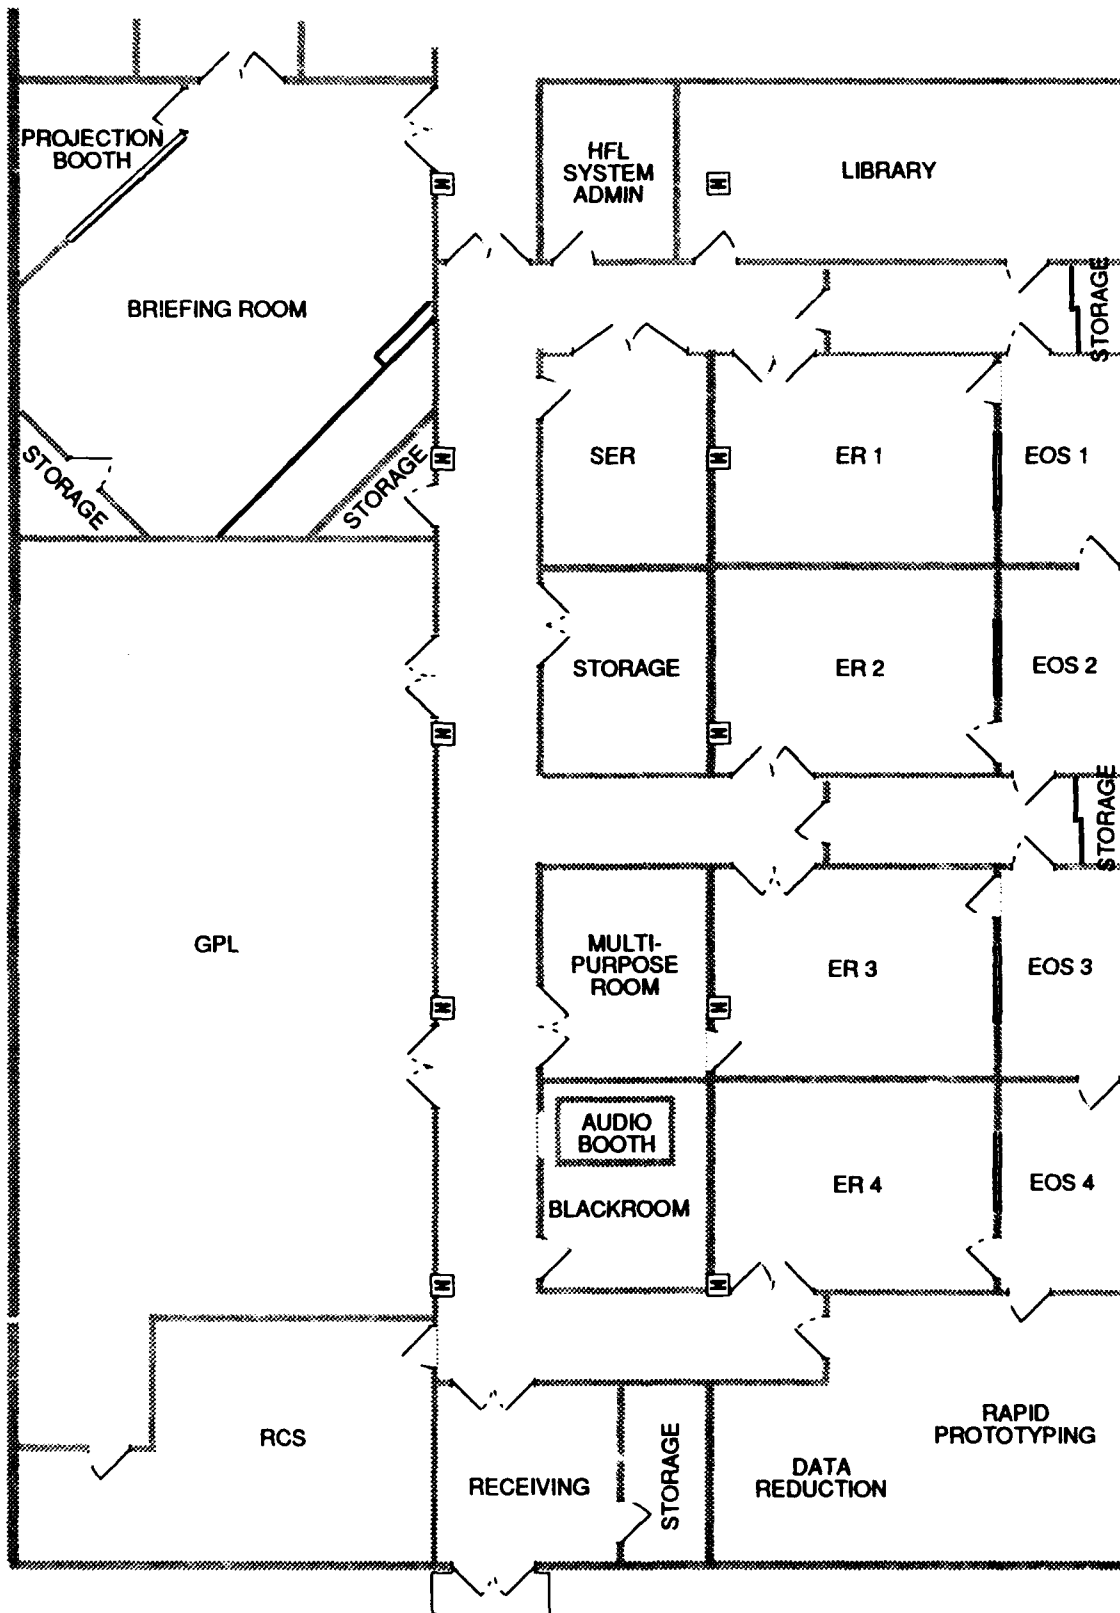 PROJECTION
BOOTH
HFL
SYSTEM
ADMIN
LIBRARY
BRIEFING ROOM
STORAGE
STORAGE
STORAGE
SER
ER 1
EOS 1
STORAGE
ER 2
EOS 2
STORAGE
GPL
MULTI-
PURPOSE
ROOM
ER 3
EOS 3
AUDIO
BOOTH
BLACKROOM
ER 4
EOS 4
RCS
RECEIVING
STORAGE
DATA
REDUCTION
RAPID
PROTOTYPING